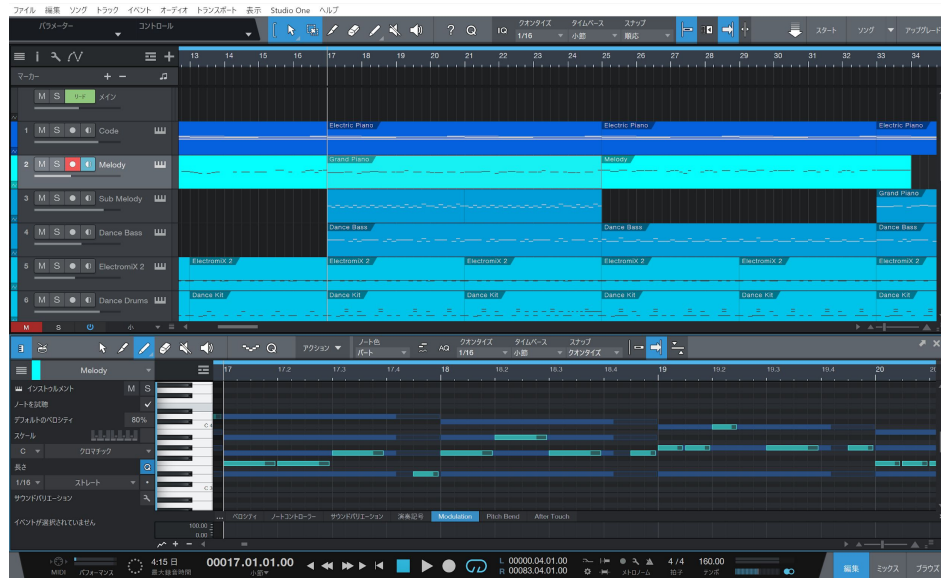 ファイル 編集 ソング トラック イベント オーディオ トランスポート 表示 Studio One ヘルプ
パラメーター コントロール
? Q IQ クオンタイズ 1/16 タイムベース 小節 スナップ 順応
スタート ソング アップグレード
13 14 15 16 17 18 19 20 21 22 23 24 25 26 27 28 29 30 31 32 33 34
マーカー + −
M S リード メイン
1 M S Code
Electric Piano Electric Piano Electric Piano
2 M S Melody
Grand Piano Melody
3 M S Sub Melody
Grand Piano
4 M S Dance Bass
Dance Bass Dance Bass Dance Bass
5 M S ElectromiX 2
ElectromiX 2 ElectromiX 2 ElectromiX 2 ElectromiX 2 ElectromiX 2 ElectromiX 2
6 M S Dance Drums
Dance Kit Dance Kit Dance Kit Dance Kit Dance Kit Dance Kit
M S 小
Q アクション ノート色 パート AQ クオンタイズ 1/16 タイムベース 小節 スナップ クオンタイズ
Melody
17 17.2 17.3 17.4 18 18.2 18.3 18.4 19 19.2 19.3 19.4 20
インストゥルメント M S
ノートを試聴
デフォルトのベロシティ 80%
スケール
C クロマチック
長さ Q
1/16 ストレート
サウンドバリエーション
イベントが選択されていません
... ベロシティ ノートコントローラー サウンドバリエーション 演奏記号 Modulation Pitch Bend After Touch
100.00
0.00
MIDI パフォーマンス
4:15 日
最大録音時間
00017.01.01.00
小節
L 00000.04.01.00
R 00083.04.01.00
メトロノーム
4 / 4
拍子
160.00
テンポ
編集 ミックス ブラウズ